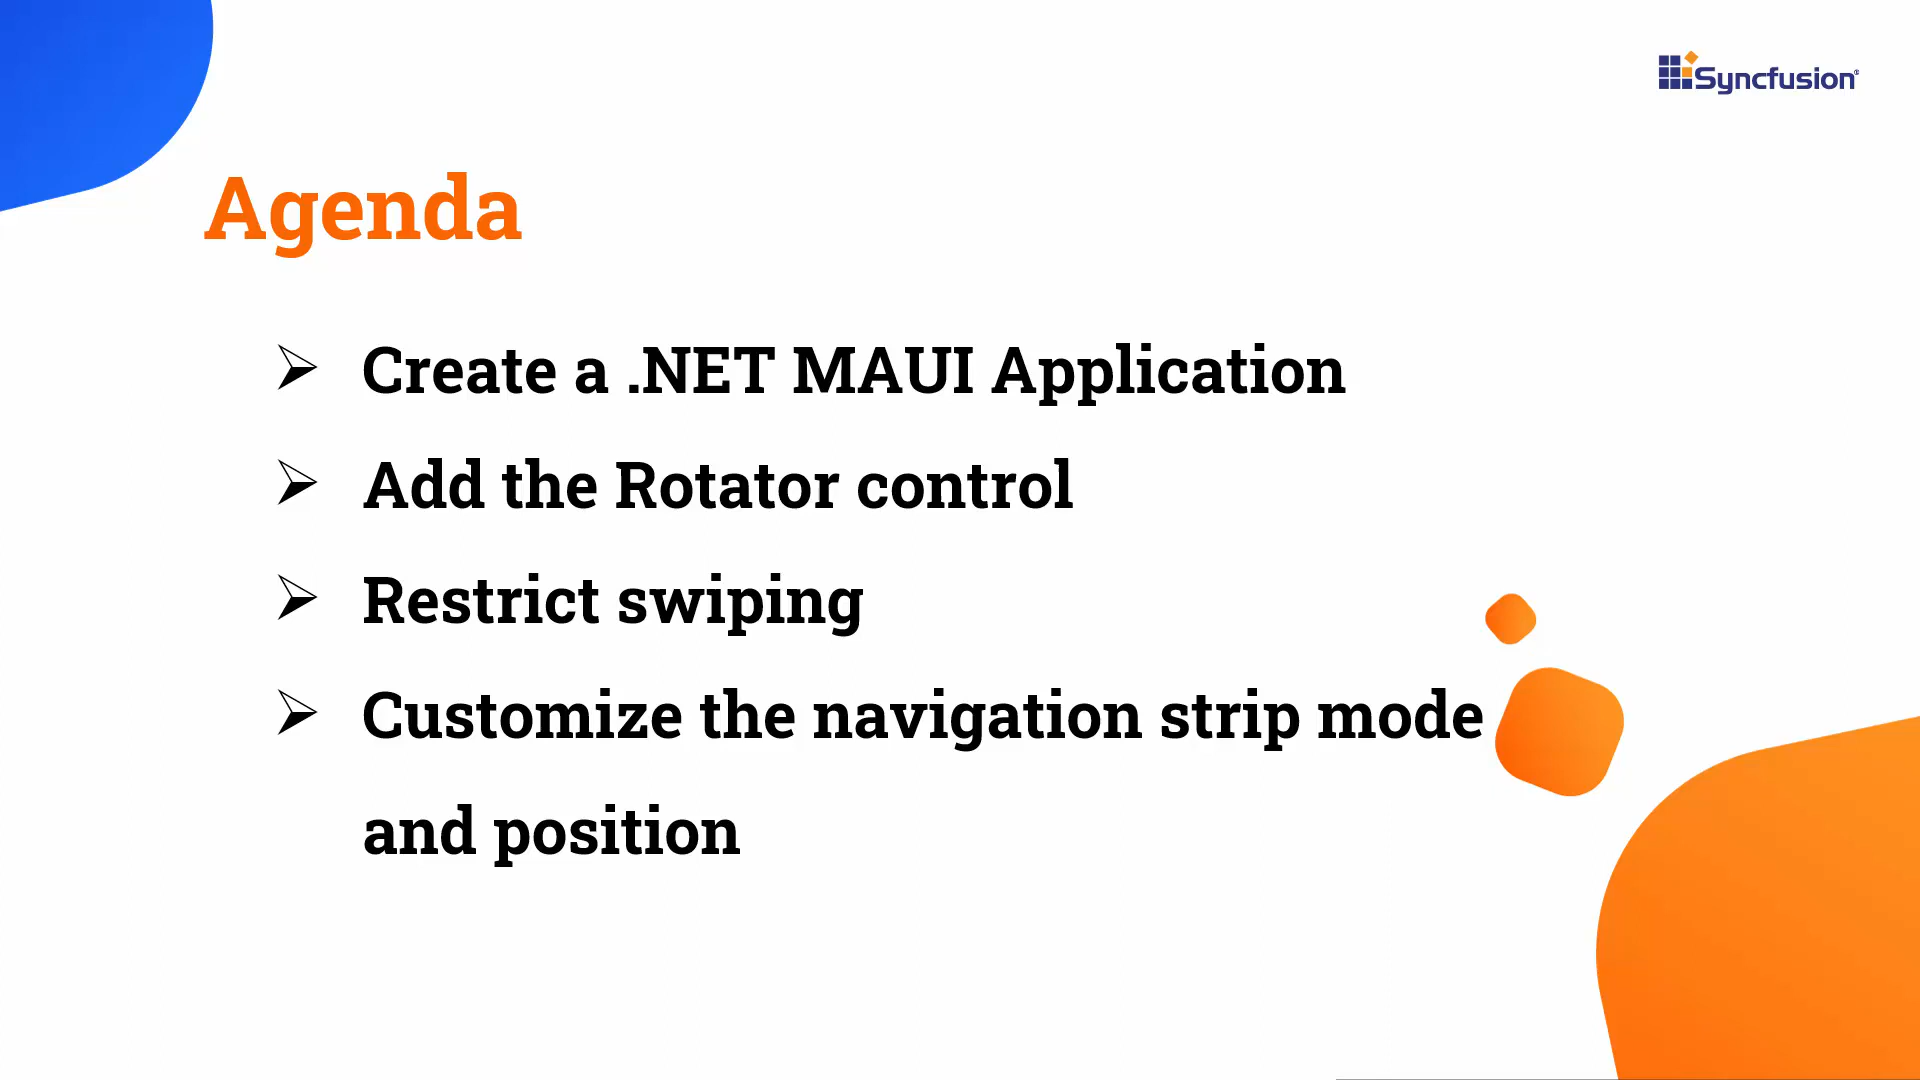 Syncfusion®
Agenda
➢ Create a .NET MAUI Application
➢ Add the Rotator control
➢ Restrict swiping
➢ Customize the navigation strip mode
and position